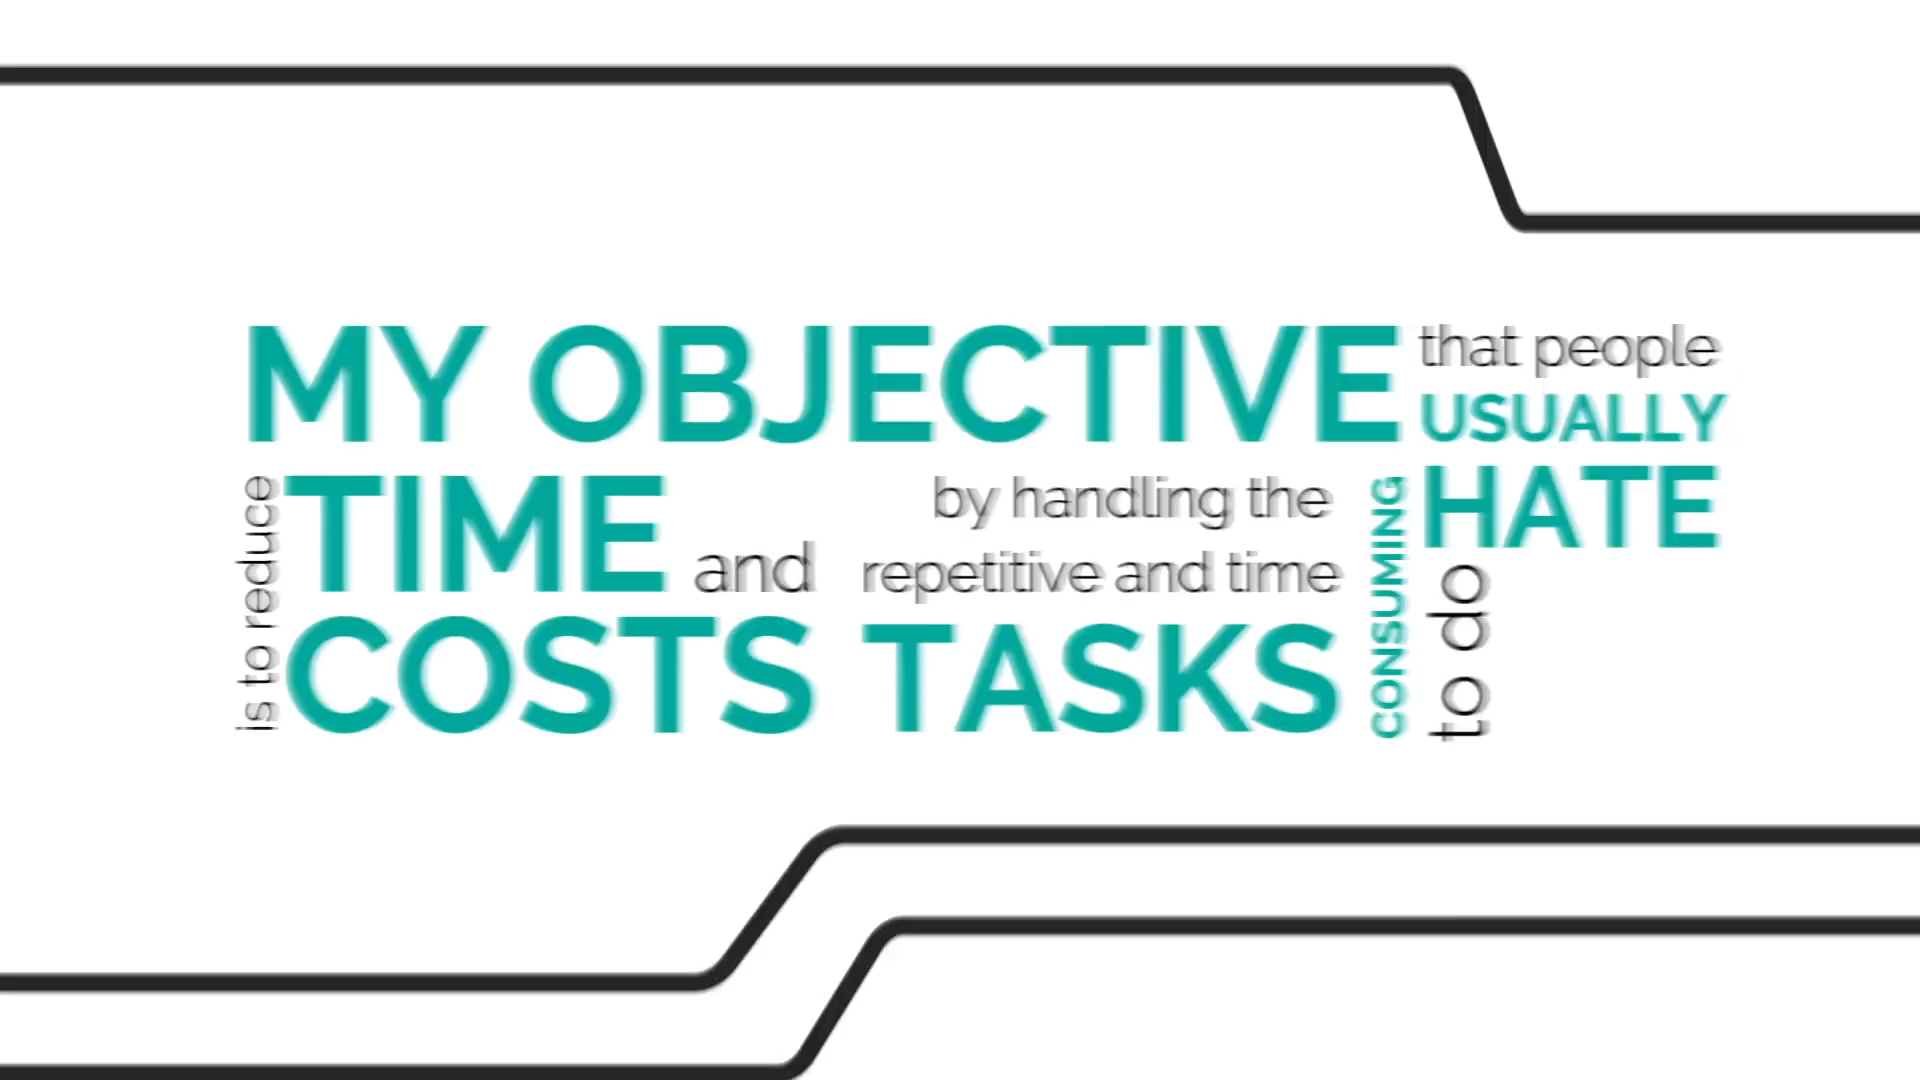 MY OBJECTIVE
is to reduce
TIME
and
COSTS
by handling the
repetitive and time
CONSUMING
TASKS
that people
USUALLY
HATE
to do